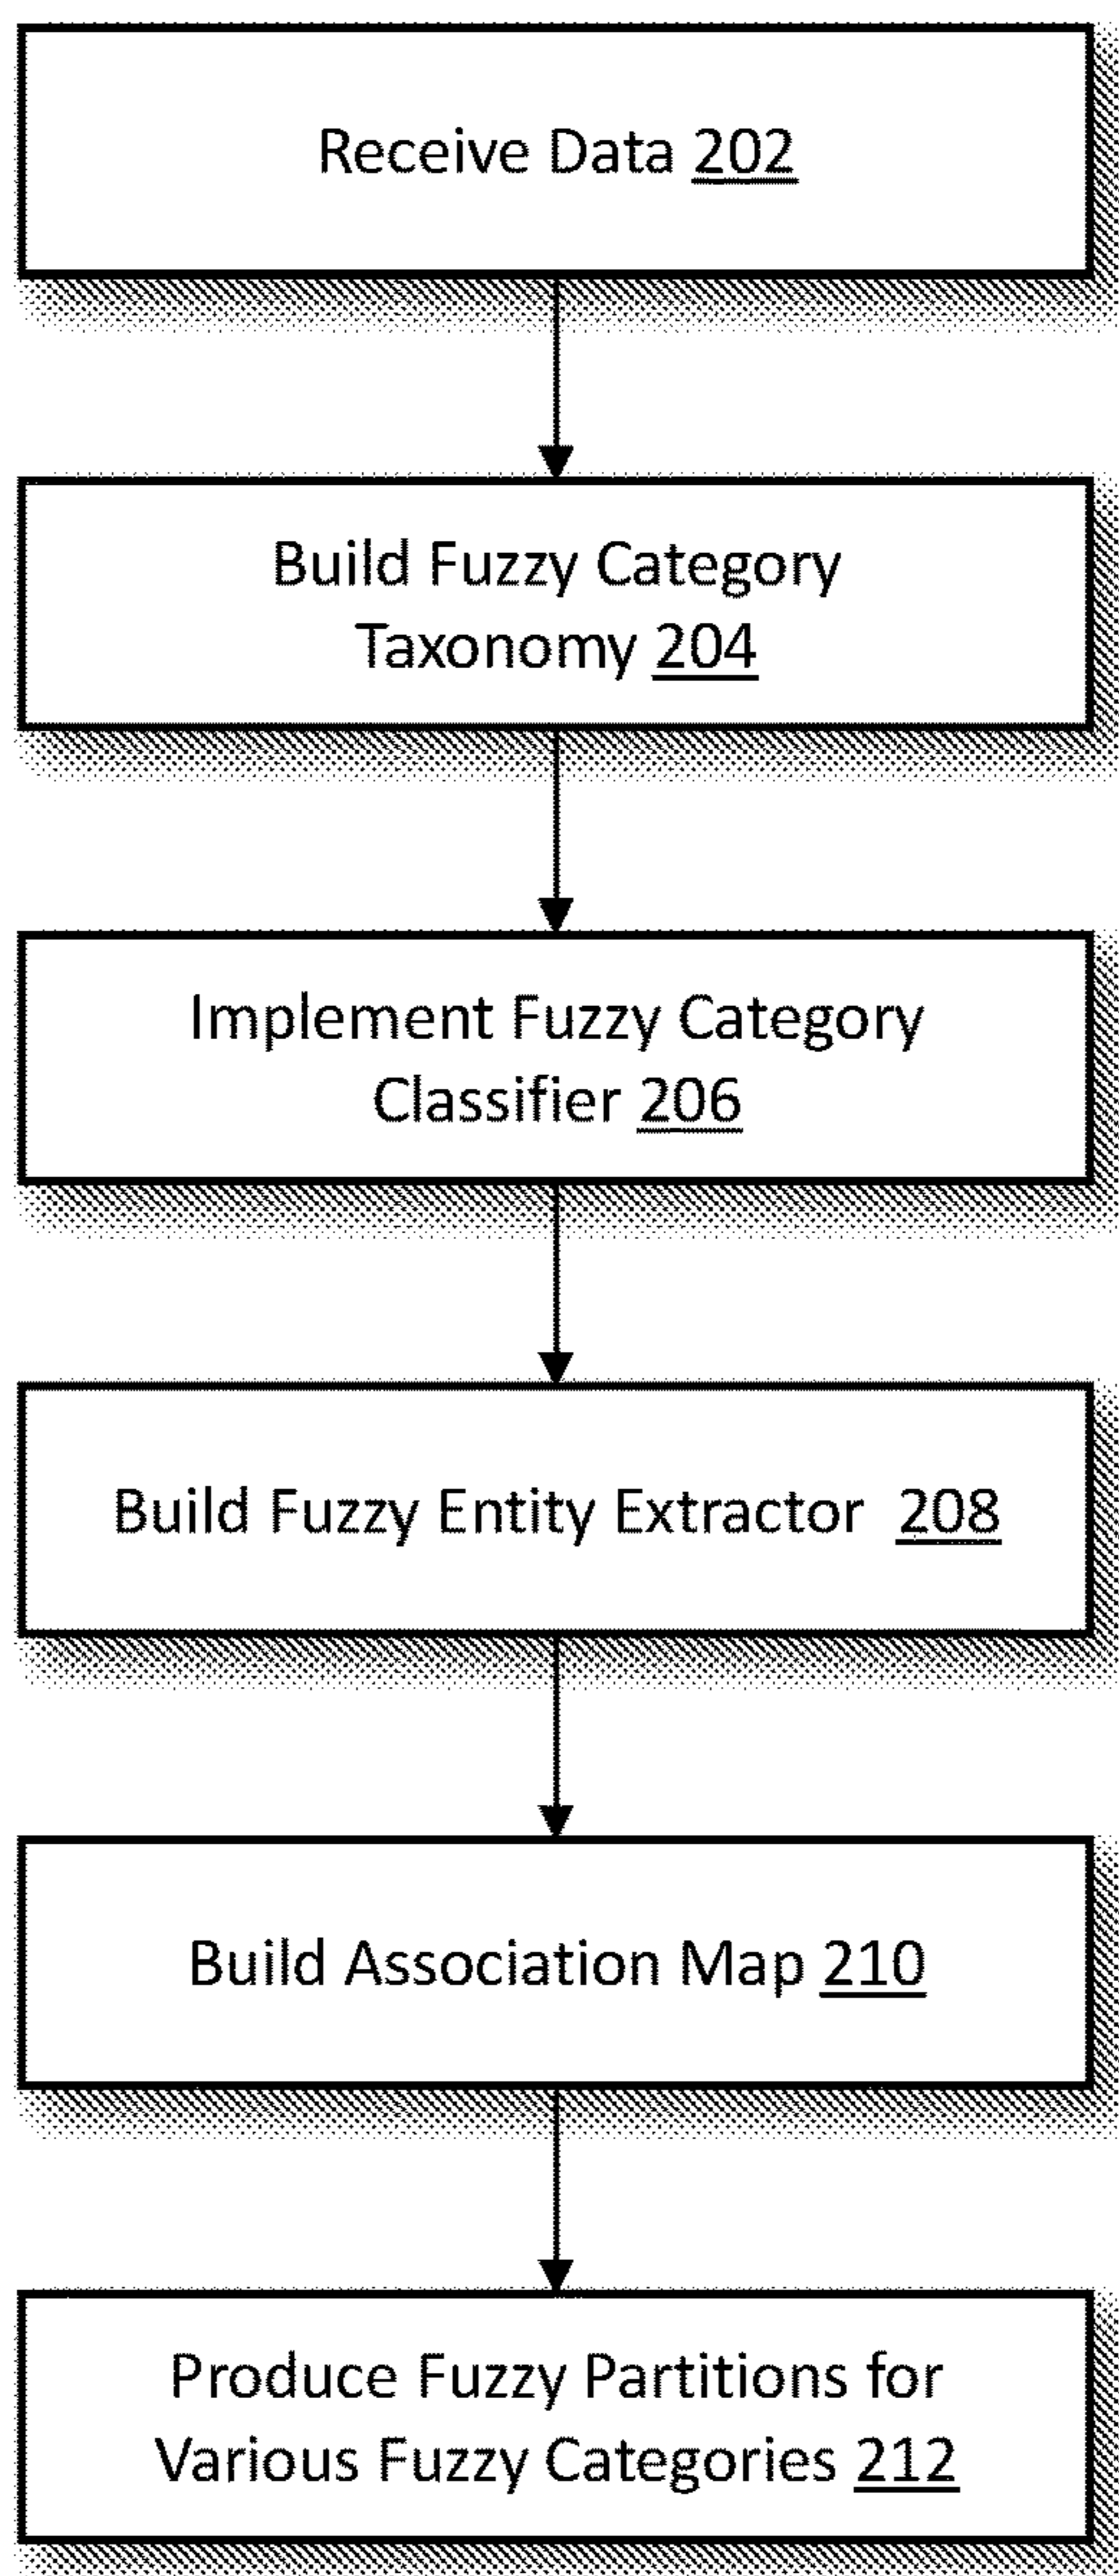 Receive Data 202
Build Fuzzy Category
Taxonomy 204
Implement Fuzzy Category
Classifier 206
Build Fuzzy Entity Extractor 208
Build Association Map 210
Produce Fuzzy Partitions for
Various Fuzzy Categories 212